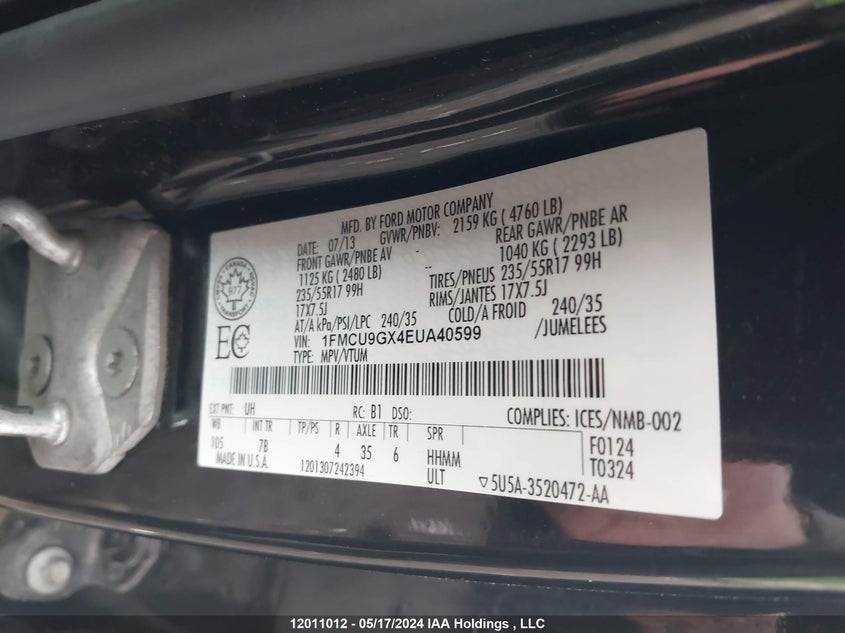 MFD. BY FORD MOTOR COMPANY
DATE: 07/13 GVWR/PNBV: 2159 KG ( 4760 LB)
FRONT GAWR/PNBE AV REAR GAWR/PNBE AR
1125 KG ( 2480 LB) -- 1040 KG ( 2293 LB)
235/55R17 99H TIRES/PNEUS 235/55R17 99H
17X7.5J RIMS/JANTES 17X7.5J
AT/A kPa/PSI/LPC 240/35 COLD/A FROID 240/35
VIN: 1FMCU9GX4EUA40599 /JUMELEES
TYPE: MPV/VTUM
CANADA
TRANSPORT
977
EC
EXT PNT: UH RC: B1 DSO: COMPLIES: ICES/NMB-002
WB INT TR TP/PS R AXLE TR SPR F0124
105 7B 4 35 6 HHMM T0324
MADE IN U.S.A. 1201307242394 ULT ▽5U5A-3520472-AA
12011012 - 05/17/2024 IAA Holdings , LLC